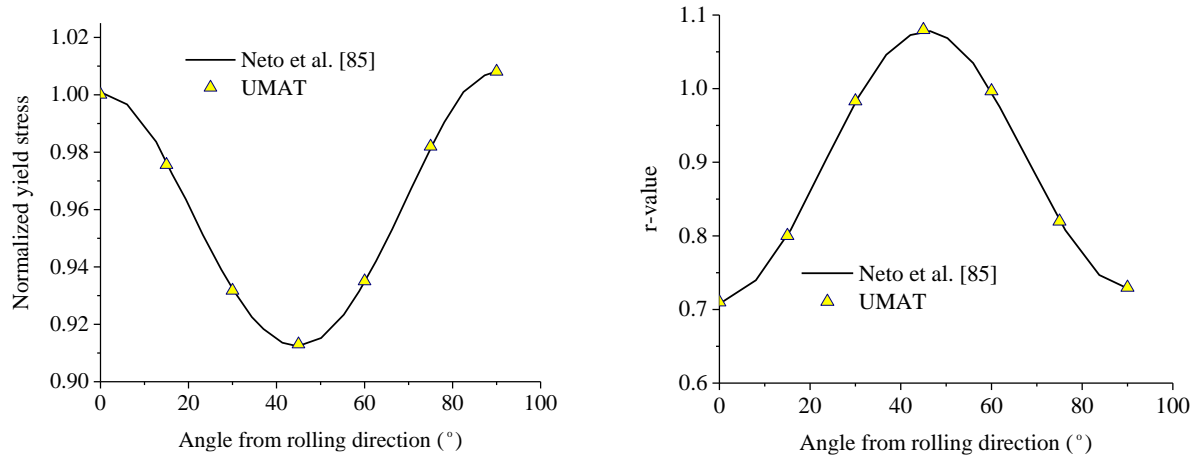 1.02
1.00
0.98
0.96
0.94
0.92
0.90
Normalized yield stress
Neto et al. [85]
UMAT
0 20 40 60 80 100
Angle from rolling direction (°)
1.1
1.0
0.9
0.8
0.7
0.6
r-value
Neto et al. [85]
UMAT
0 20 40 60 80 100
Angle from rolling direction (°)